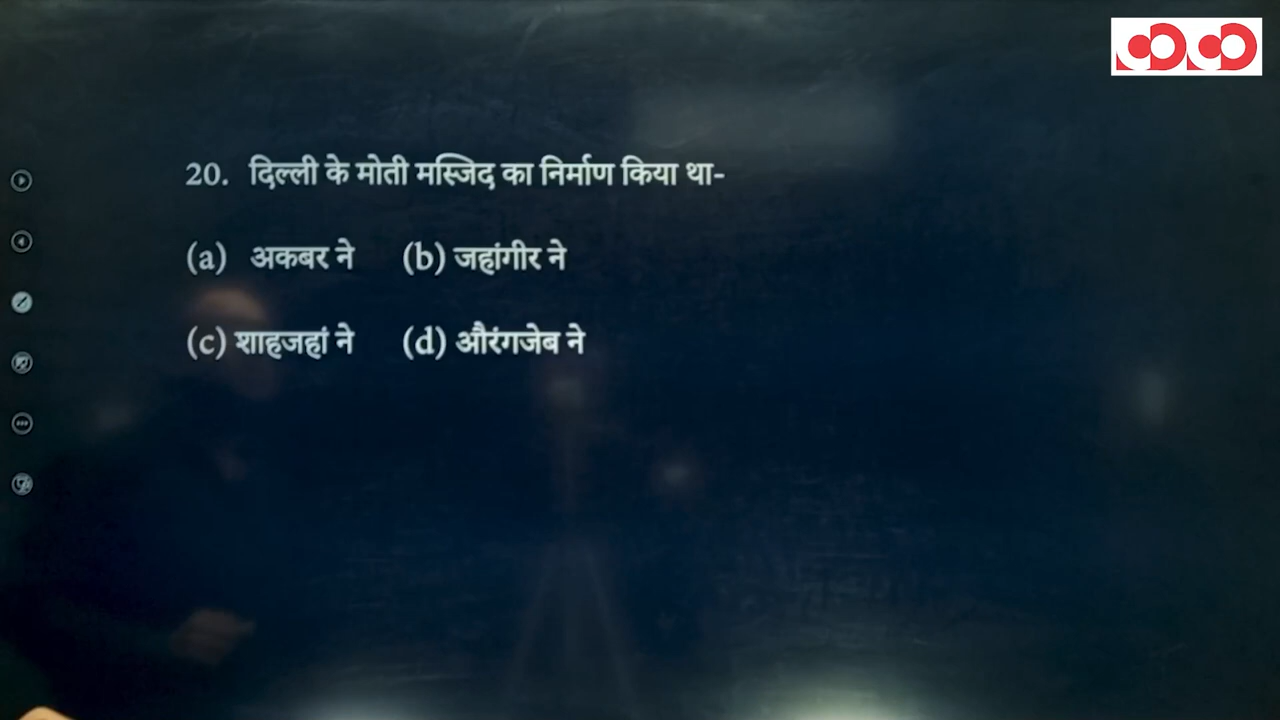 20. दिल्ली के मोती मस्जिद का निर्माण किया था-
(a) अकबर ने (b) जहांगीर ने
(c) शाहजहां ने (d) औरंगजेब ने